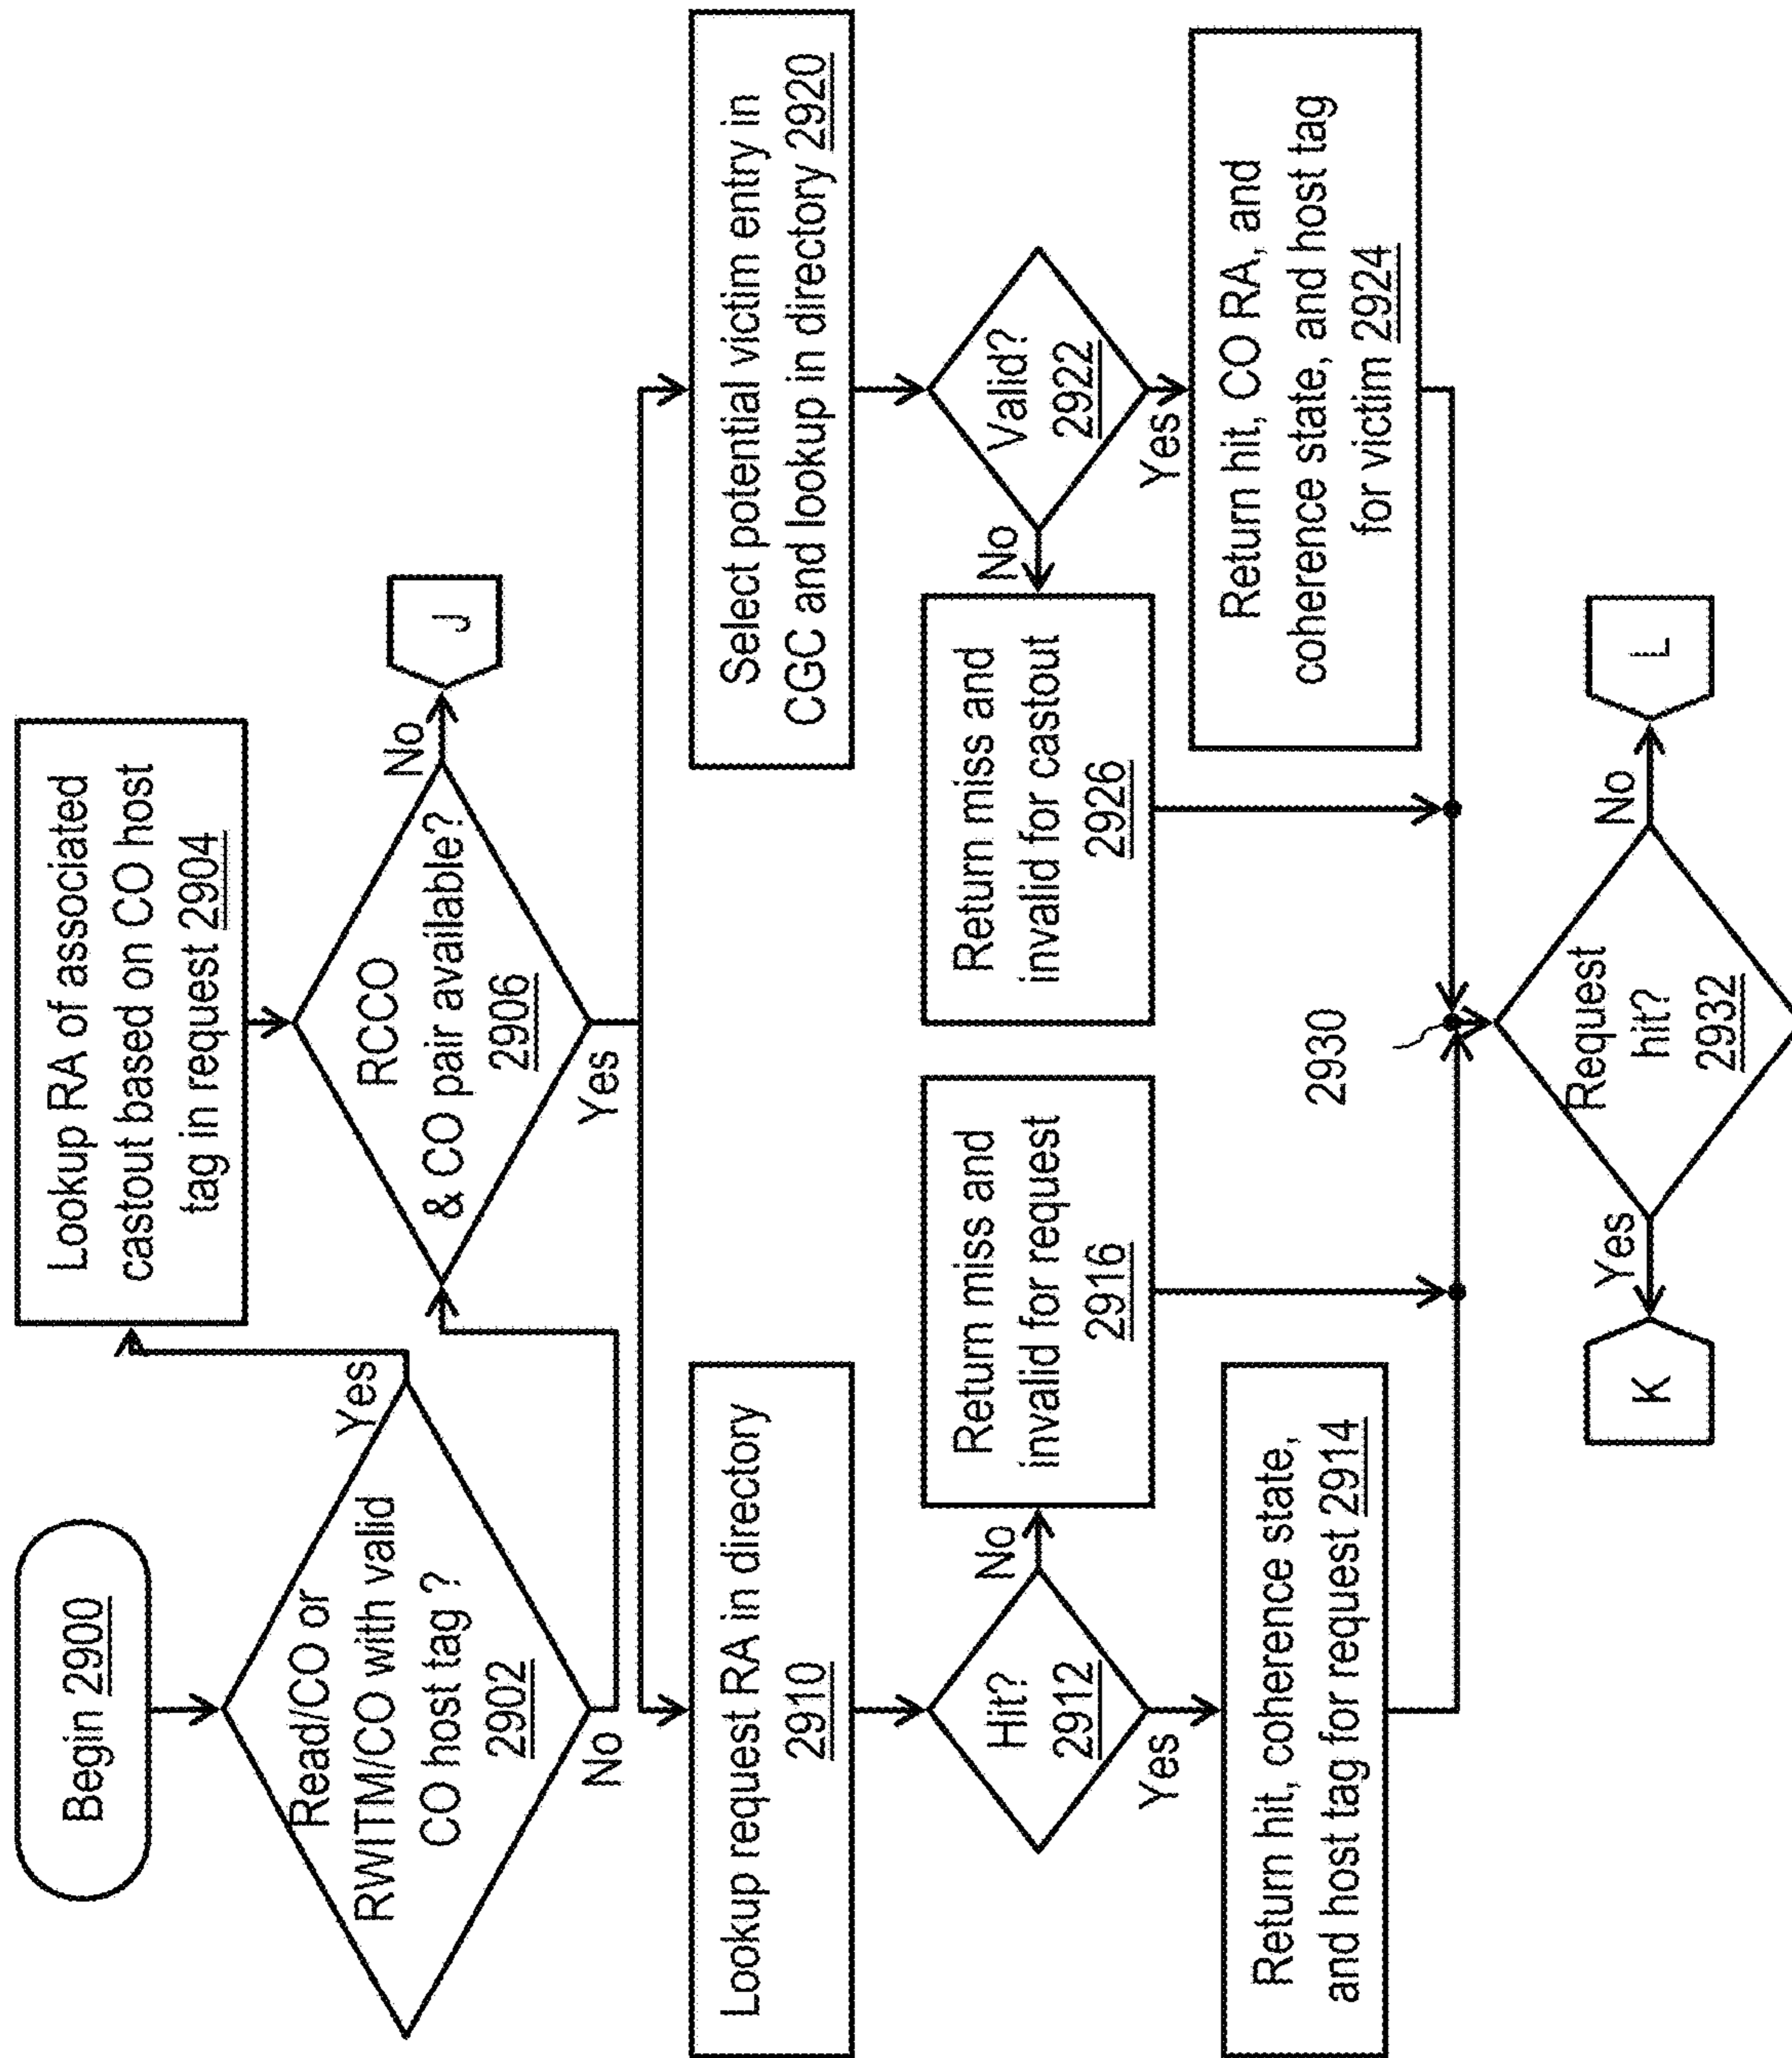 Begin 2900
Read/CO or
RWITM/CO with valid
CO host tag ?
2902
Yes
No
Lookup RA of associated
castout based on CO host
tag in request 2904
RCCO
& CO pair available?
2906
No
J
Yes
Lookup request RA in directory
2910
Hit?
2912
No
Yes
Return miss and
invalid for request
2916
Return hit, coherence state,
and host tag for request 2914
Select potential victim entry in
CGC and lookup in directory 2920
Valid?
2922
No
Yes
Return miss and
invalid for castout
2926
Return hit, CO RA, and
coherence state, and host tag
for victim 2924
2930
Request
hit?
2932
Yes
K
No
L